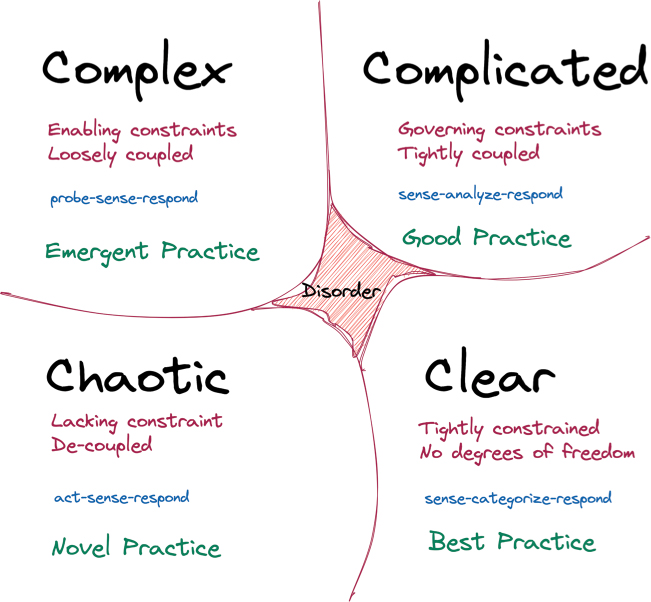 Complex
Enabling constraints
Loosely coupled
probe-sense-respond
Emergent Practice
Complicated
Governing constraints
Tightly coupled
sense-analyze-respond
Good Practice
Disorder
Chaotic
Lacking constraint
De-coupled
act-sense-respond
Novel Practice
Clear
Tightly constrained
No degrees of freedom
sense-categorize-respond
Best Practice